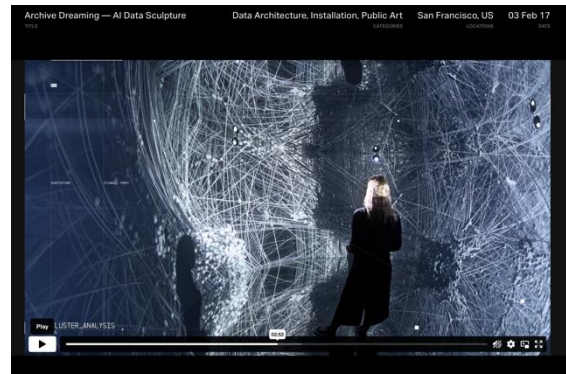 Archive Dreaming — AI Data Sculpture
TITLE
Data Architecture, Installation, Public Art
CATEGORIES
San Francisco, US
LOCATIONS
03 Feb 17
DATE
LUSTER_ANALYSIS
Play
02:53